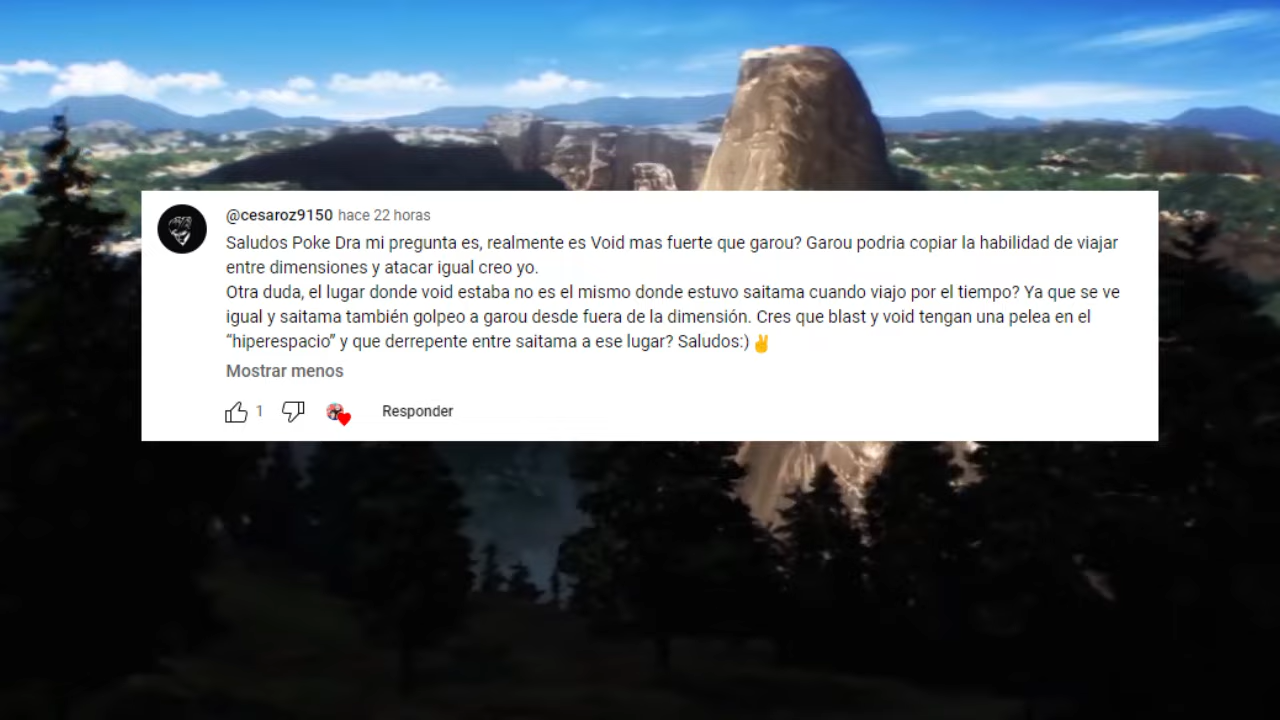 @cesaroz9150 hace 22 horas
Saludos Poke Dra mi pregunta es, realmente es Void mas fuerte que garou? Garou podria copiar la habilidad de viajar
entre dimensiones y atacar igual creo yo.
Otra duda, el lugar donde void estaba no es el mismo donde estuvo saitama cuando viajo por el tiempo? Ya que se ve
igual y saitama también golpeo a garou desde fuera de la dimensión. Cres que blast y void tengan una pelea en el
“hiperespacio” y que derrepente entre saitama a ese lugar? Saludos:) ✌
Mostrar menos
1 Responder